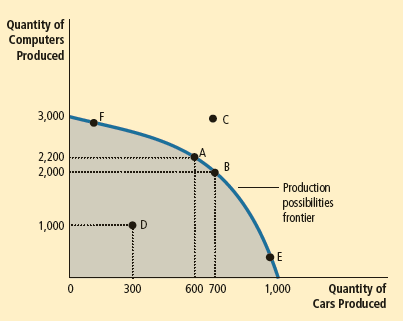 Quantity of
Computers
Produced
3,000
F
C
2,200
A
2,000
B
Production
possibilities
frontier
1,000
D
E
0
300
600
700
1,000
Quantity of
Cars Produced